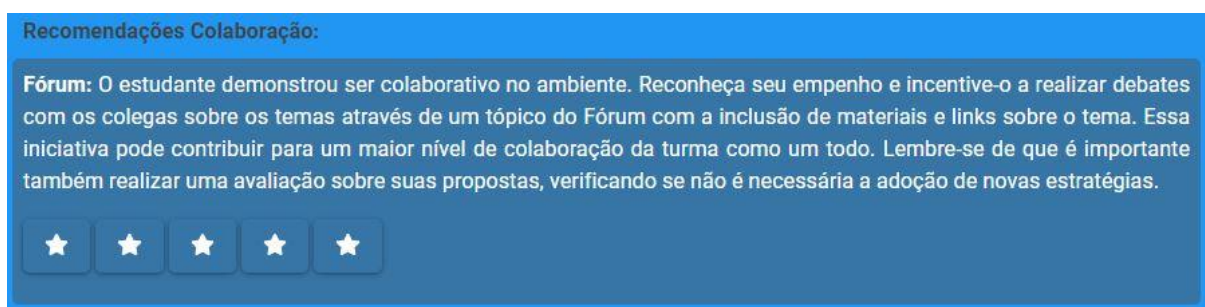 Recomendações Colaboração:
Fórum: O estudante demonstrou ser colaborativo no ambiente. Reconheça seu empenho e incentive-o a realizar debates
com os colegas sobre os temas através de um tópico do Fórum com a inclusão de materiais e links sobre o tema. Essa
iniciativa pode contribuir para um maior nível de colaboração da turma como um todo. Lembre-se de que é importante
também realizar uma avaliação sobre suas propostas, verificando se não é necessária a adoção de novas estratégias.